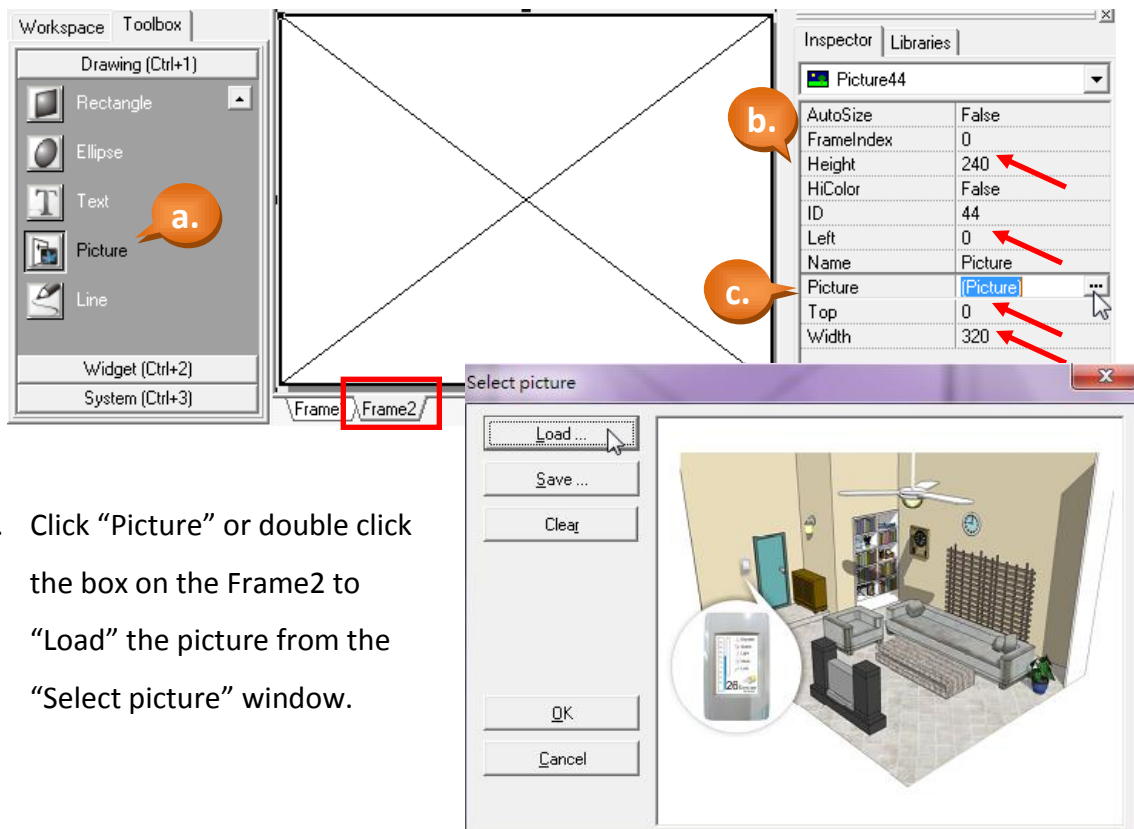 Workspace Toolbox
Drawing (Ctrl+1)
Rectangle
Ellipse
Text
Picture
Line
Widget (Ctrl+2)
System (Ctrl+3)
a.
Frame Frame2
Inspector Libraries
Picture44
b.
AutoSize False
FrameIndex 0
Height 240
HiColor False
ID 44
Left 0
Name Picture
c.
Picture (Picture) ...
Top 0
Width 320
Select picture
x
Load ...
Save ...
Clear
OK
Cancel
26
. Click “Picture” or double click
the box on the Frame2 to
“Load” the picture from the
“Select picture” window.